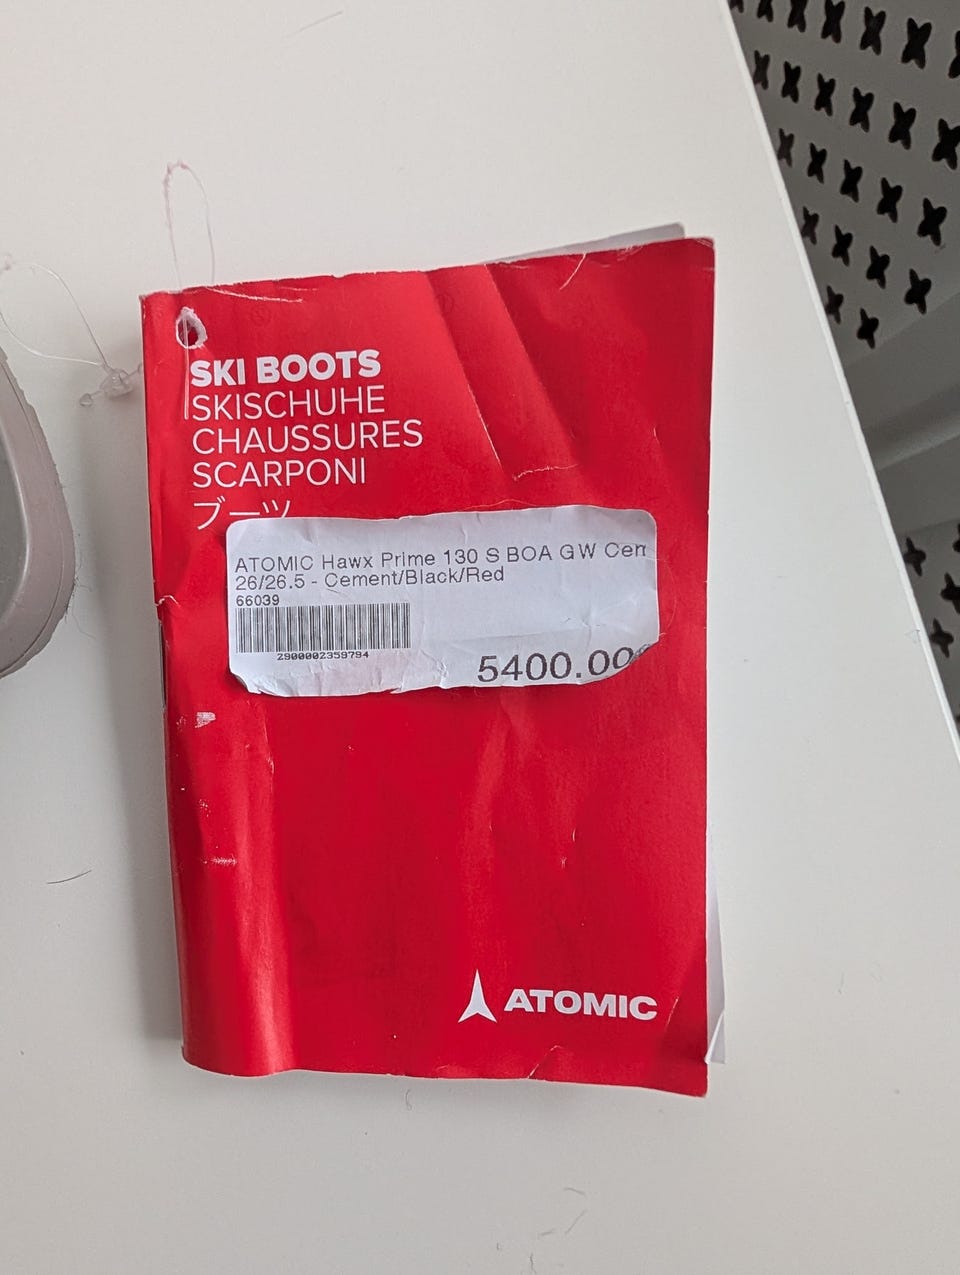 SKI BOOTS
SKISCHUHE
CHAUSSURES
SCARPONI
ブーツ
ATOMIC Hawx Prime 130 S BOA GW Cem
26/26.5 - Cement/Black/Red
66039
2900002359794
5400.00
ATOMIC